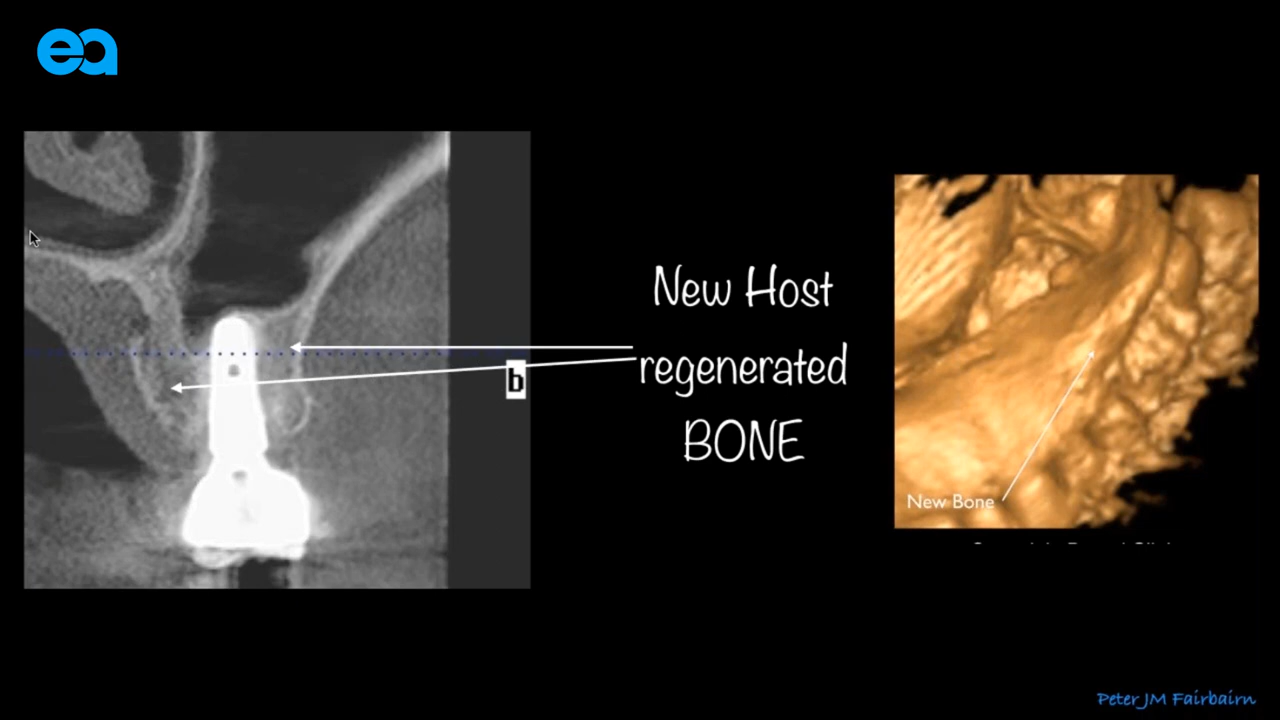 ea
New Host
regenerated
BONE
b
New Bone
Peter JM Fairbairn